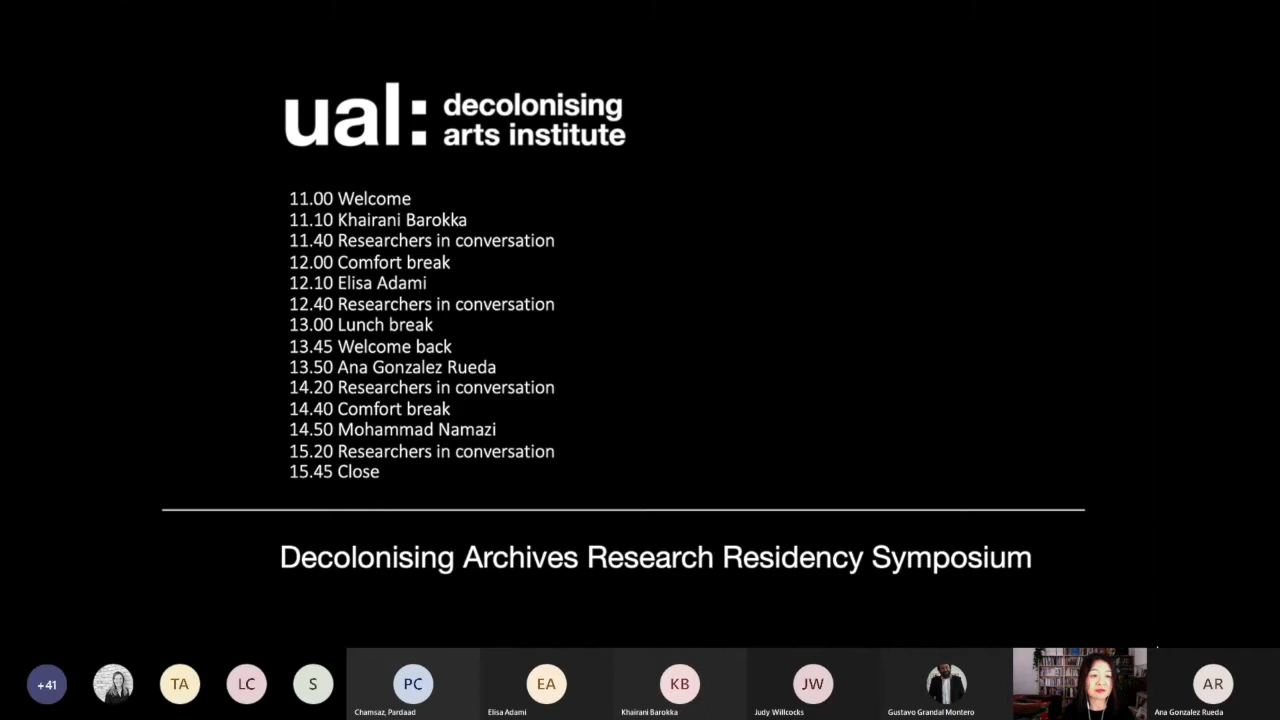 ual: decolonising
arts institute
11.00 Welcome
11.10 Khairani Barokka
11.40 Researchers in conversation
12.00 Comfort break
12.10 Elisa Adami
12.40 Researchers in conversation
13.00 Lunch break
13.45 Welcome back
13.50 Ana Gonzalez Rueda
14.20 Researchers in conversation
14.40 Comfort break
14.50 Mohammad Namazi
15.20 Researchers in conversation
15.45 Close
Decolonising Archives Research Residency Symposium
+41 TA LC S PC EA KB JW AR
Chamsaz, Pardaad Elisa Adami Khairani Barokka Judy Willcocks Gustavo Grandal Montero Ana Gonzalez Rueda